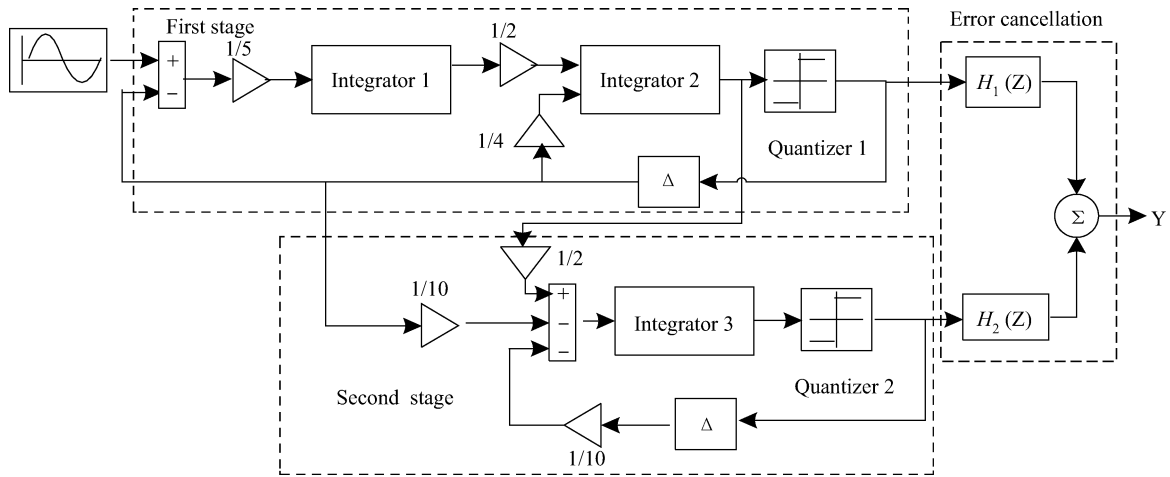 First stage
Error cancellation
1/5
1/2
+
−
Integrator 1
Integrator 2
H₁ (Z)
1/4
Quantizer 1
Δ
Σ
Y
1/2
1/10
+
−
−
Integrator 3
H₂ (Z)
Quantizer 2
Second stage
Δ
1/10